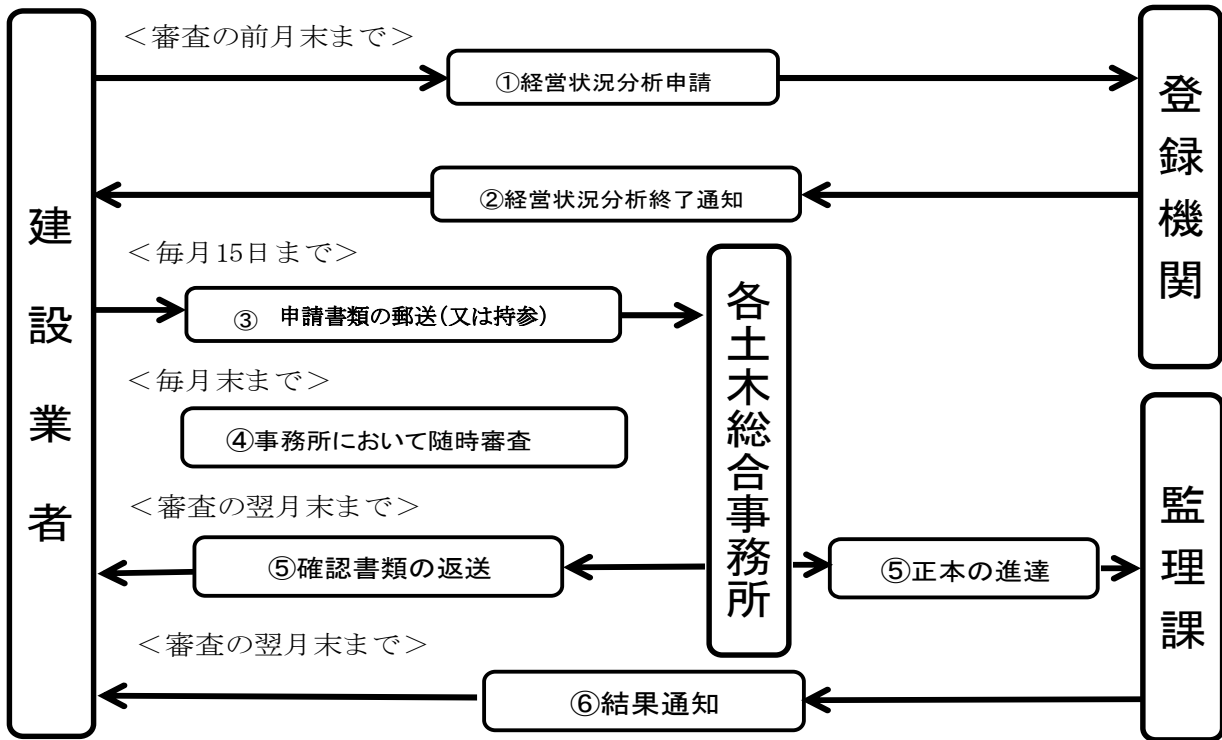 ＜審査の前月末まで＞
①経営状況分析申請
②経営状況分析終了通知
登録機関
建設業者
＜毎月15日まで＞
③　申請書類の郵送（又は持参）
各土木総合事務所
＜毎月末まで＞
④事務所において随時審査
＜審査の翌月末まで＞
⑤確認書類の返送
⑤正本の進達
監理課
＜審査の翌月末まで＞
⑥結果通知